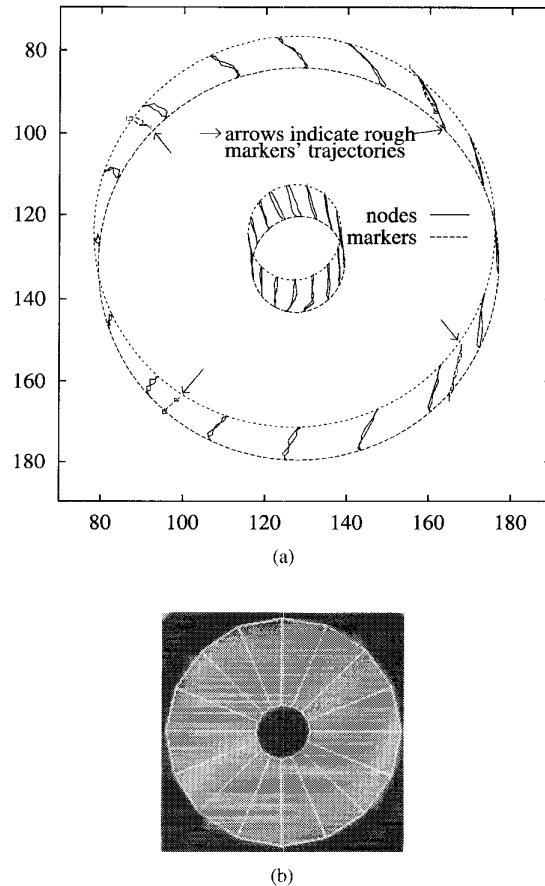 80
100
120
140
160
180
→ arrows indicate rough
markers' trajectories
nodes
markers
80 100 120 140 160 180
(a)
(b)